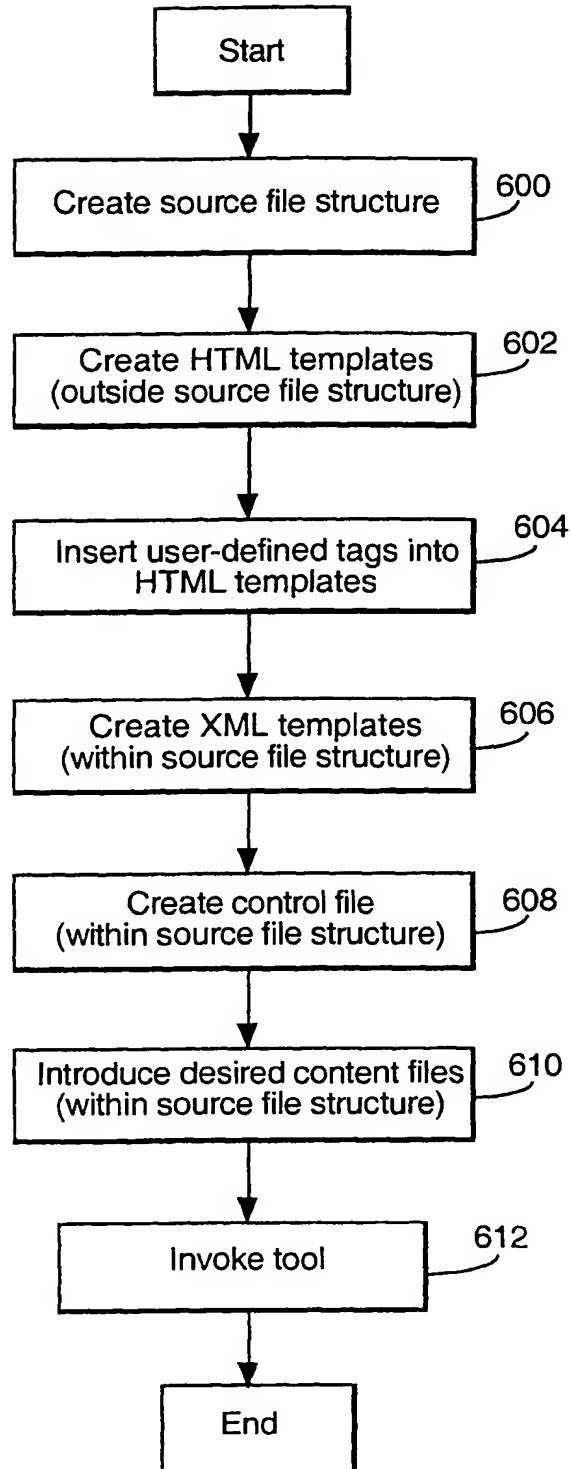 Start
Create source file structure
600
Create HTML templates
(outside source file structure)
602
Insert user-defined tags into
HTML templates
604
Create XML templates
(within source file structure)
606
Create control file
(within source file structure)
608
Introduce desired content files
(within source file structure)
610
Invoke tool
612
End